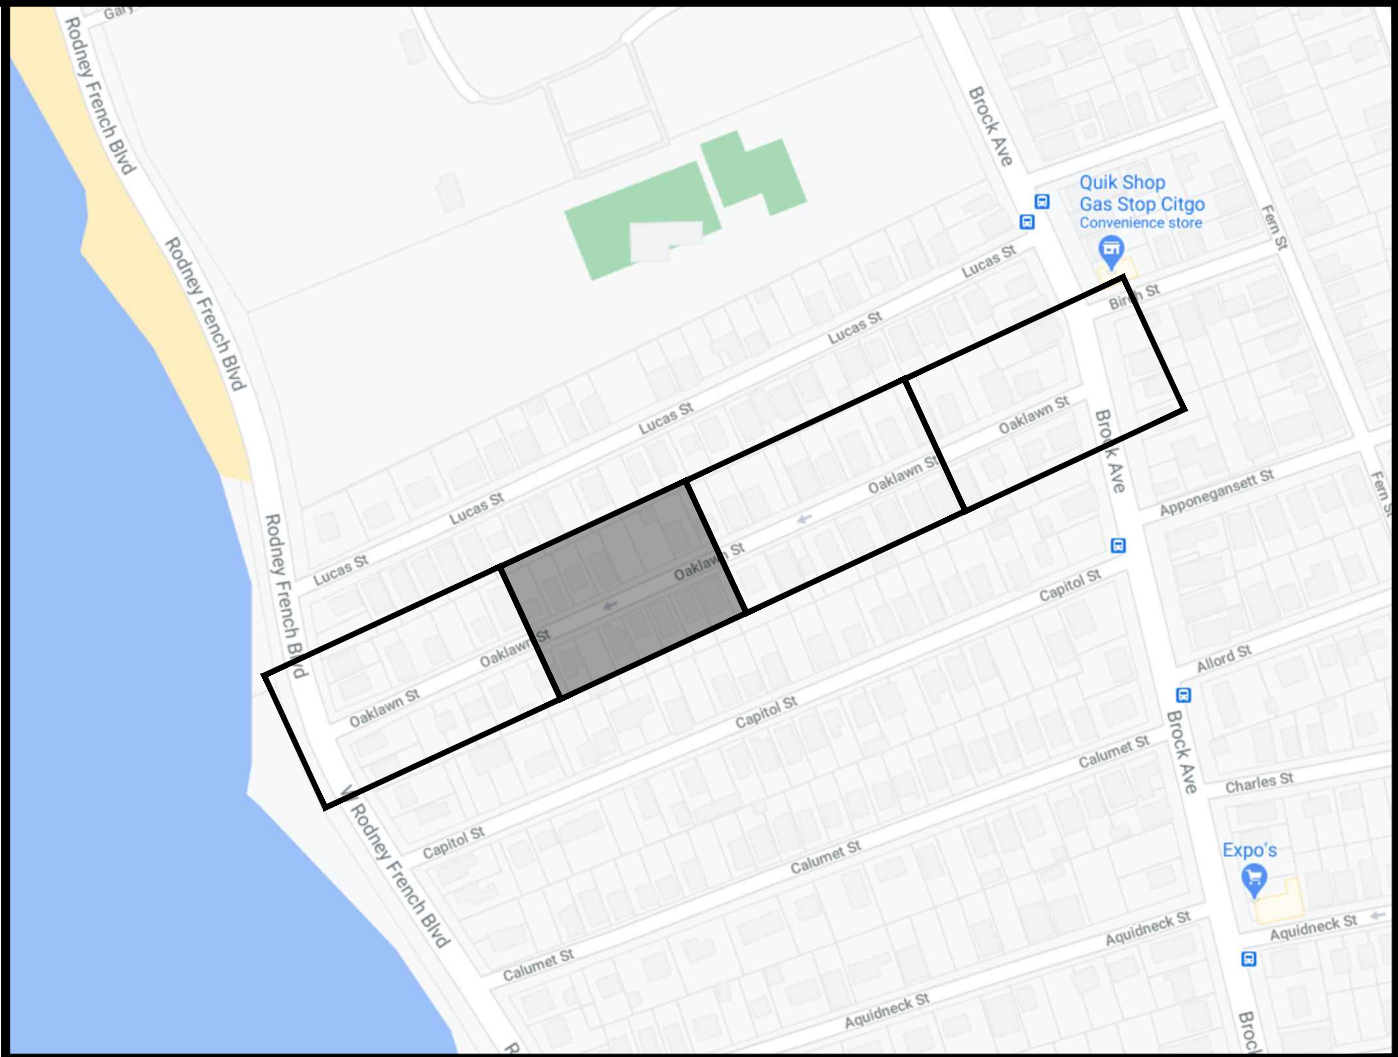 Rodney French Blvd
Brock Ave
Quik Shop
Gas Stop Citgo
Convenience store
Fern St
Rodney French Blvd
Lucas St
Birch St
Lucas St
Lucas St
Oaklawn St
Brock Ave
Oaklawn St
Lucas St
Apponegansett St
Fern St
Rodney French Blvd
Oaklawn St
Lucas St
Capitol St
Oaklawn St
Allord St
Oaklawn St
Capitol St
Brock Ave
Calumet St
Charles St
W Rodney French Blvd
Capitol St
Calumet St
Expo's
Aquidneck St
Aquidneck St
Calumet St
Aquidneck St